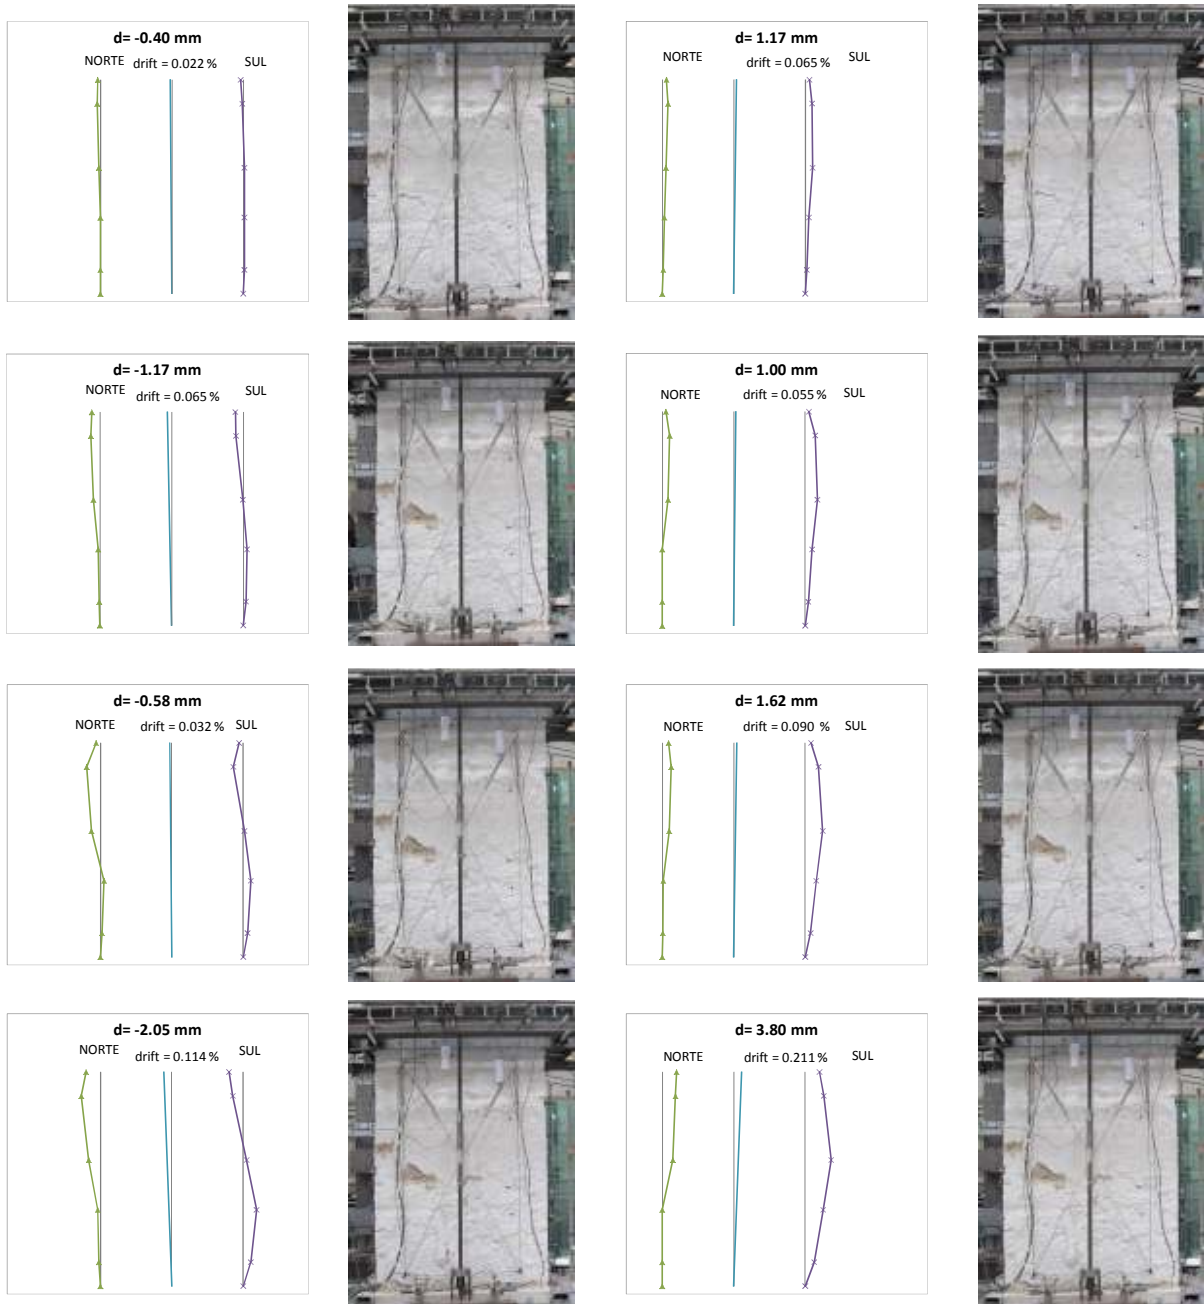 d= -0.40 mm
NORTE drift = 0.022 % SUL
d= 1.17 mm
NORTE drift = 0.065 % SUL
d= -1.17 mm
NORTE drift = 0.065 % SUL
d= 1.00 mm
NORTE drift = 0.055 % SUL
d= -0.58 mm
NORTE drift = 0.032 % SUL
d= 1.62 mm
NORTE drift = 0.090 % SUL
d= -2.05 mm
NORTE drift = 0.114 % SUL
d= 3.80 mm
NORTE drift = 0.211 % SUL